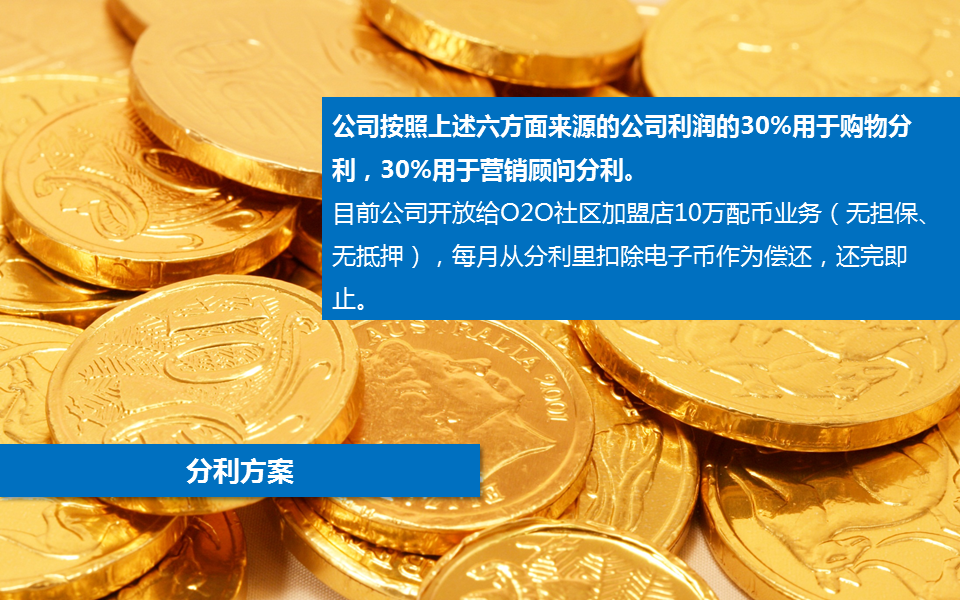 公司按照上述六方面来源的公司利润的30%用于购物分
利，30%用于营销顾问分利。
目前公司开放给O2O社区加盟店10万配币业务（无担保、
无抵押），每月从分利里扣除电子币作为偿还，还完即
止。
10
AUSTRALIA 2001
分利方案